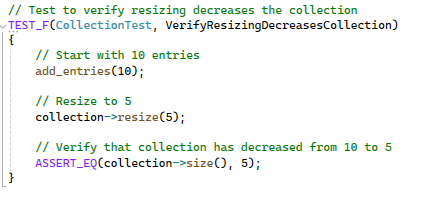 // Test to verify resizing decreases the collection
TEST_F(CollectionTest, VerifyResizingDecreasesCollection)
{
    // Start with 10 entries
    add_entries(10);

    // Resize to 5
    collection->resize(5);

    // Verify that collection has decreased from 10 to 5
    ASSERT_EQ(collection->size(), 5);
}